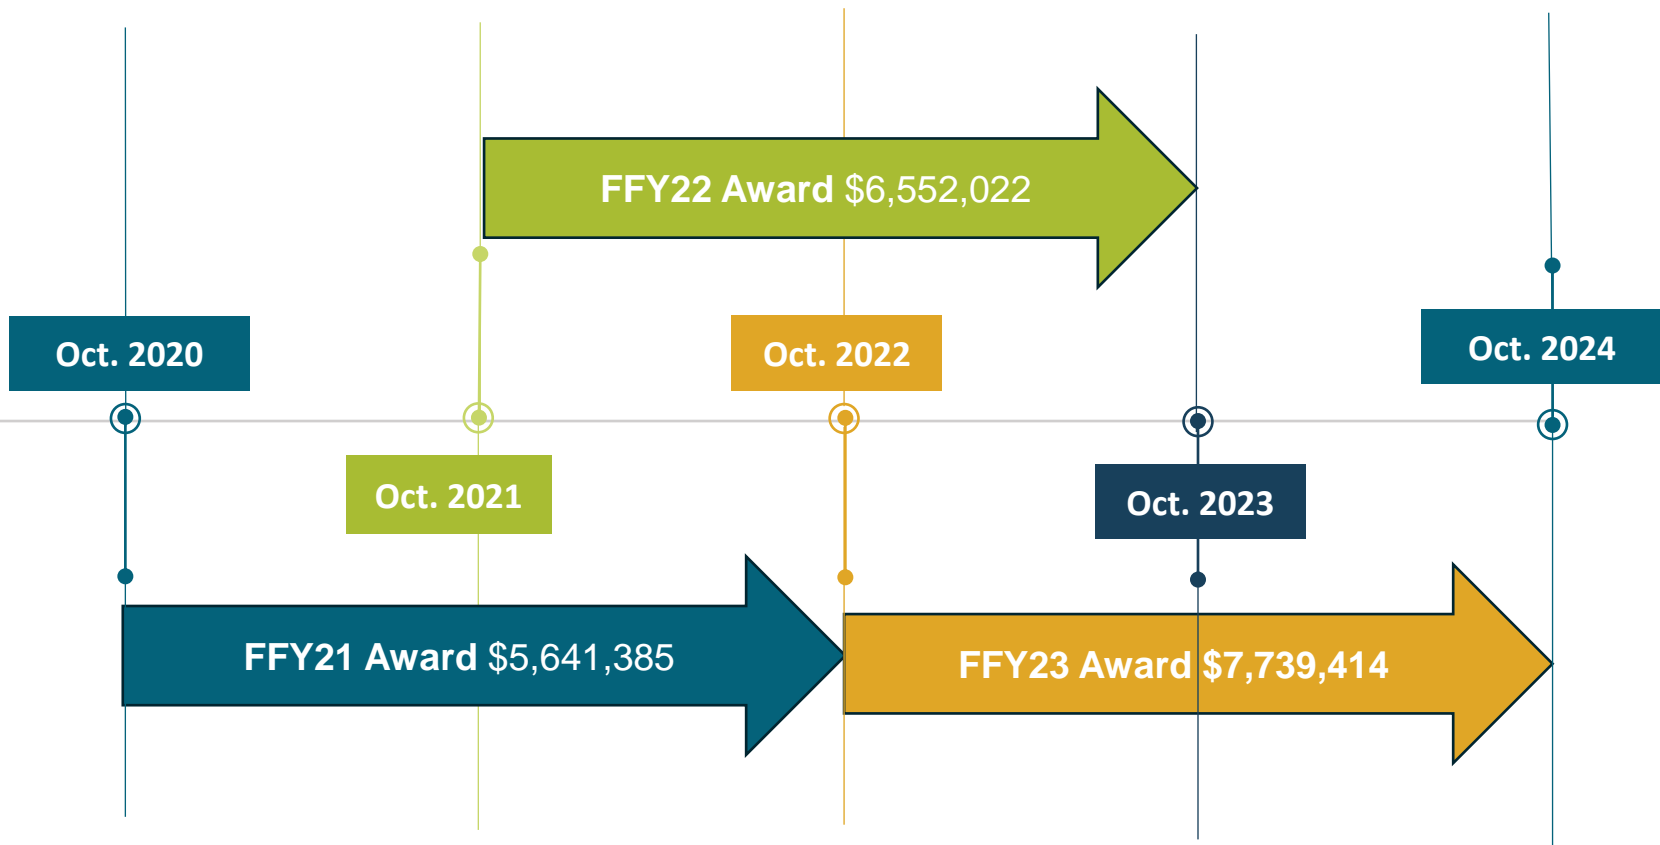 FFY22 Award $6,552,022
Oct. 2020
Oct. 2022
Oct. 2024
Oct. 2021
Oct. 2023
FFY21 Award $5,641,385
FFY23 Award $7,739,414